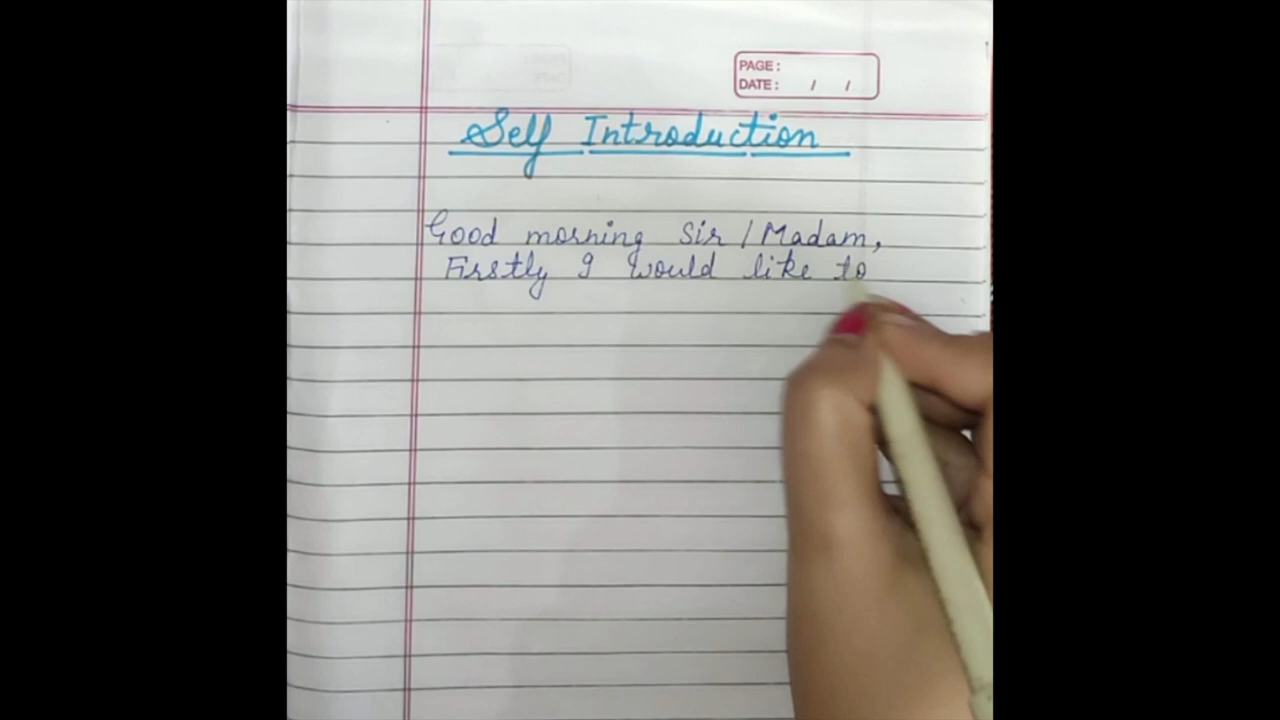 PAGE :
DATE : / /
Self Introduction
Good morning Sir / Madam,
Firstly I would like to